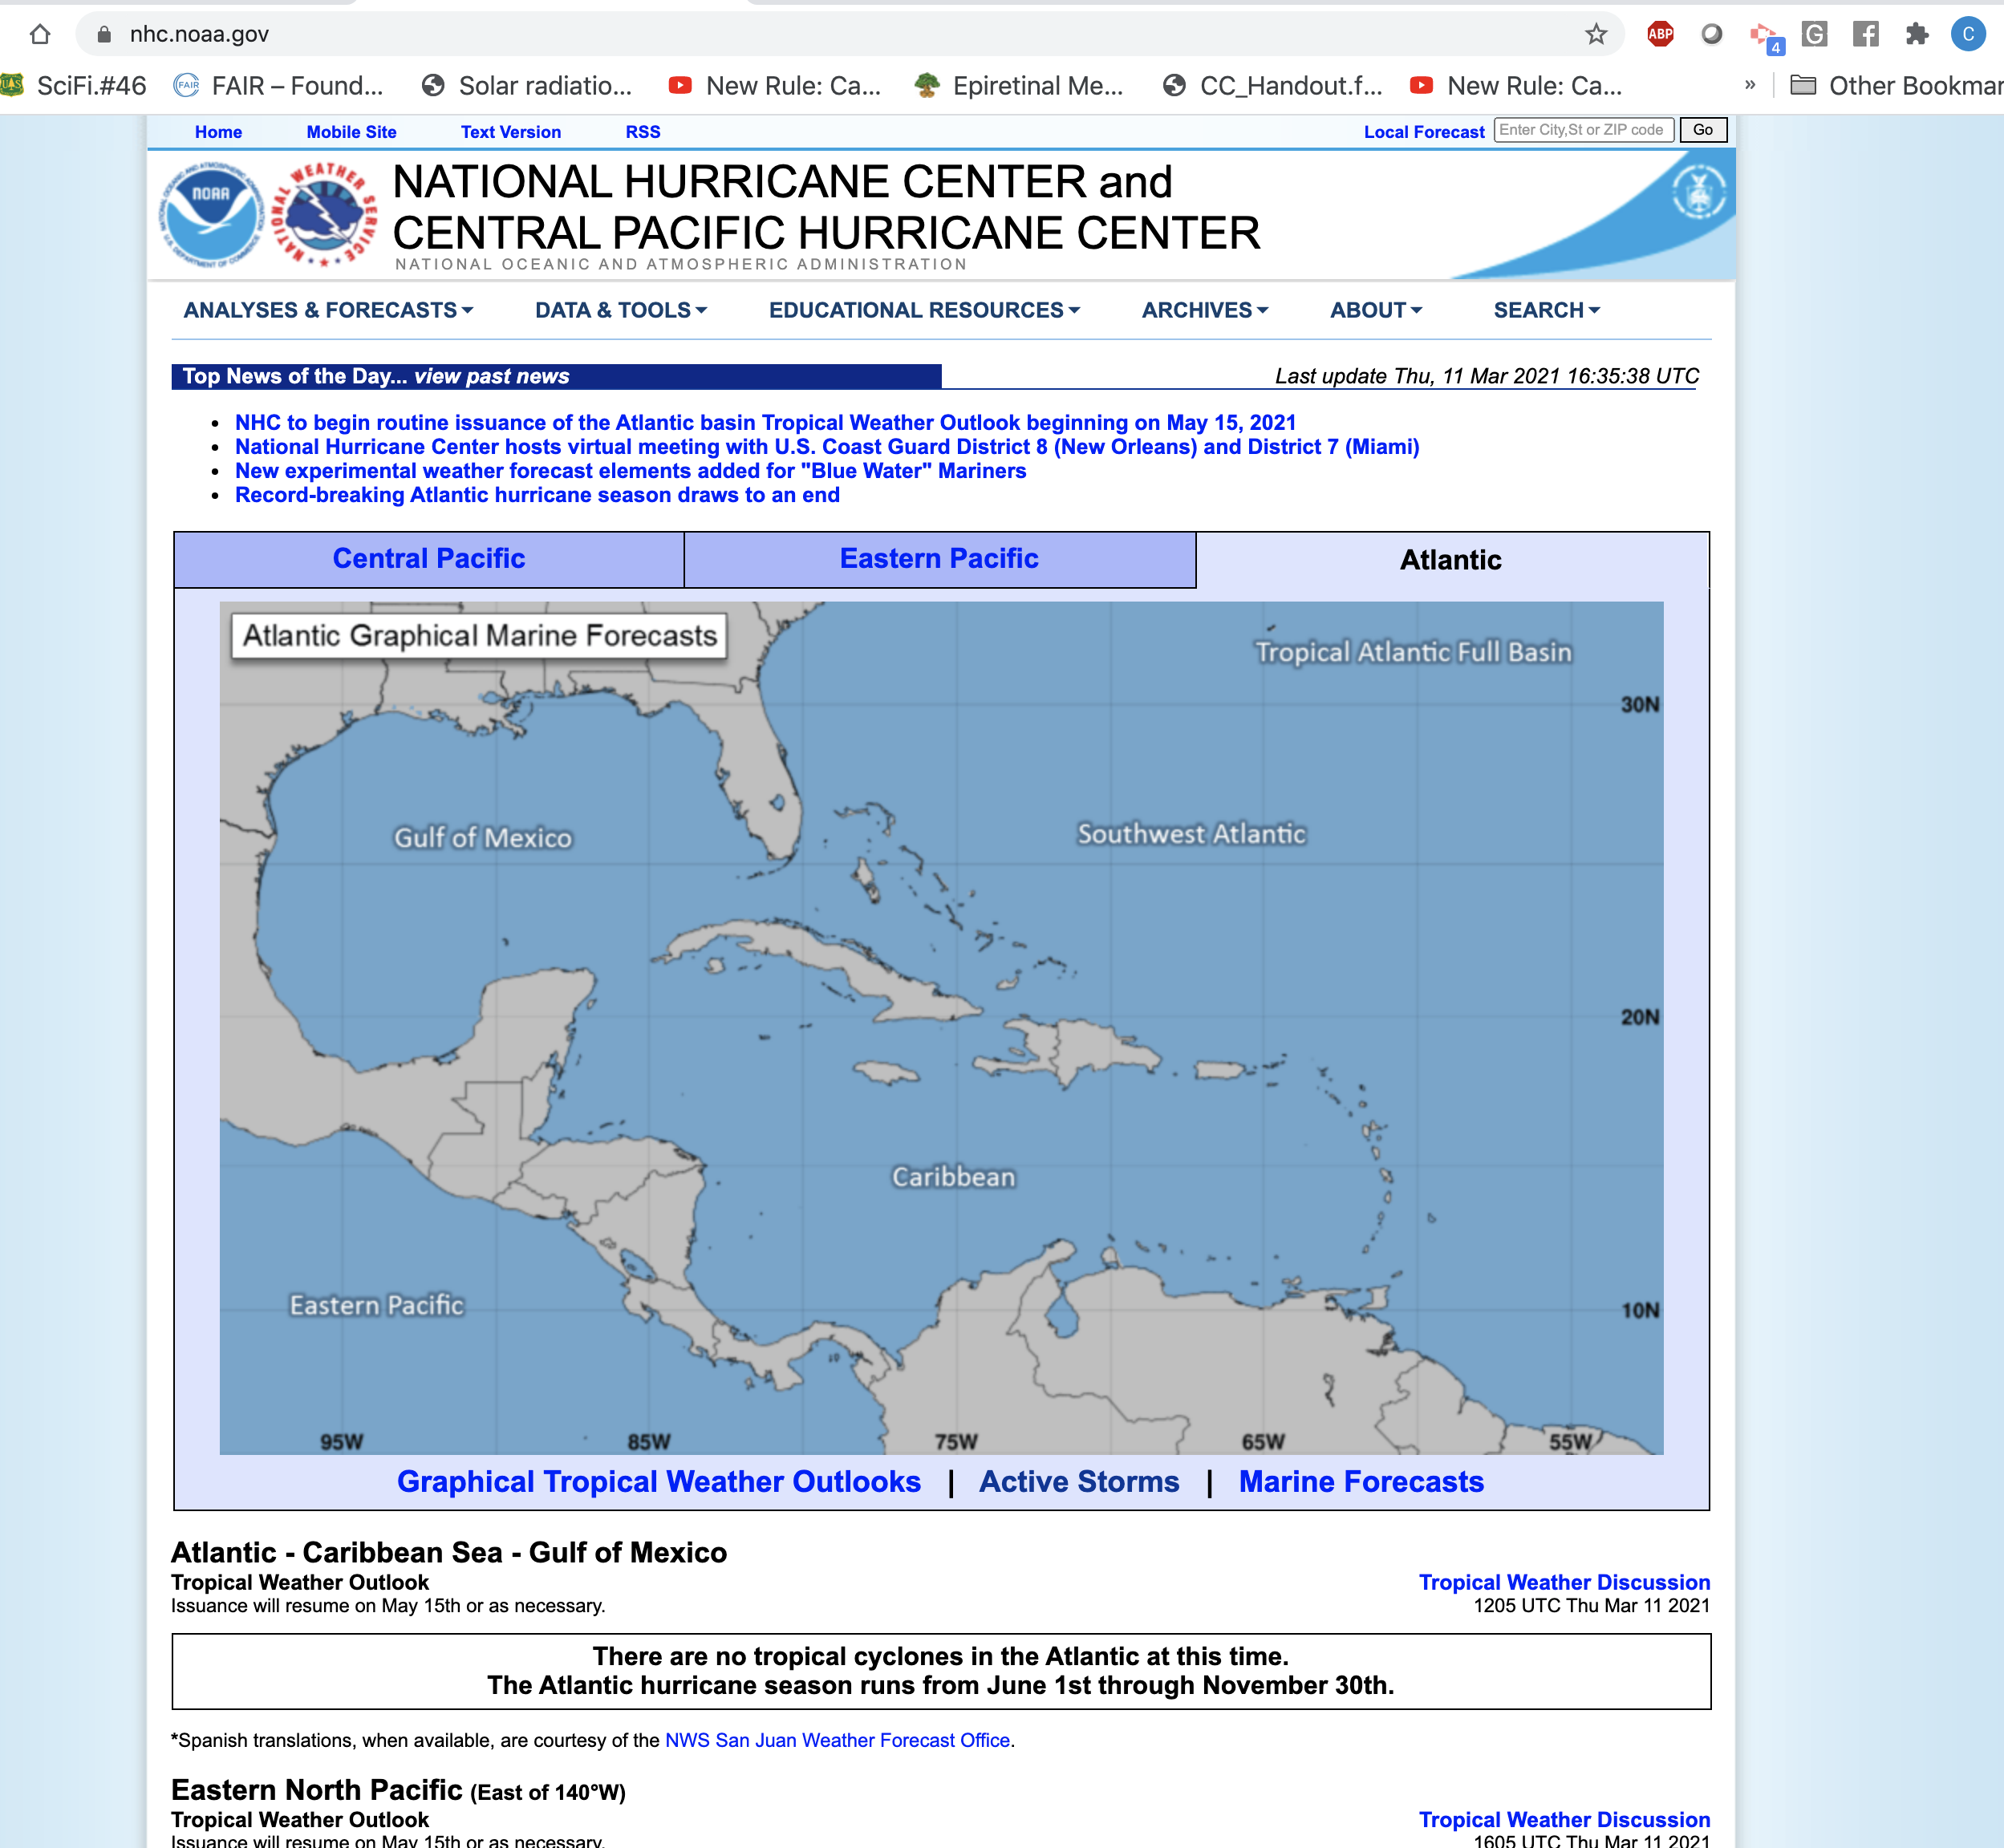 nhc.noaa.gov
ABP
4
G
C
SciFi.#46
FAIR
FAIR – Found...
Solar radiatio...
New Rule: Ca...
Epiretinal Me...
CC_Handout.f...
New Rule: Ca...
»
Other Bookmar
Home
Mobile Site
Text Version
RSS
Local Forecast
Enter City,St or ZIP code
Go
NOAA
NATIONAL WEATHER SERVICE
NATIONAL HURRICANE CENTER and
CENTRAL PACIFIC HURRICANE CENTER
NATIONAL OCEANIC AND ATMOSPHERIC ADMINISTRATION
ANALYSES & FORECASTS
DATA & TOOLS
EDUCATIONAL RESOURCES
ARCHIVES
ABOUT
SEARCH
Top News of the Day... view past news
Last update Thu, 11 Mar 2021 16:35:38 UTC
• NHC to begin routine issuance of the Atlantic basin Tropical Weather Outlook beginning on May 15, 2021
• National Hurricane Center hosts virtual meeting with U.S. Coast Guard District 8 (New Orleans) and District 7 (Miami)
• New experimental weather forecast elements added for "Blue Water" Mariners
• Record-breaking Atlantic hurricane season draws to an end
Central Pacific
Eastern Pacific
Atlantic
Atlantic Graphical Marine Forecasts
Tropical Atlantic Full Basin
30N
Gulf of Mexico
Southwest Atlantic
20N
Caribbean
Eastern Pacific
10N
95W
85W
75W
65W
55W
Graphical Tropical Weather Outlooks | Active Storms | Marine Forecasts
Atlantic - Caribbean Sea - Gulf of Mexico
Tropical Weather Outlook
Tropical Weather Discussion
Issuance will resume on May 15th or as necessary.
1205 UTC Thu Mar 11 2021
There are no tropical cyclones in the Atlantic at this time.
The Atlantic hurricane season runs from June 1st through November 30th.
*Spanish translations, when available, are courtesy of the NWS San Juan Weather Forecast Office.
Eastern North Pacific (East of 140°W)
Tropical Weather Outlook
Tropical Weather Discussion
Issuance will resume on May 15th or as necessary.
1605 UTC Thu Mar 11 2021